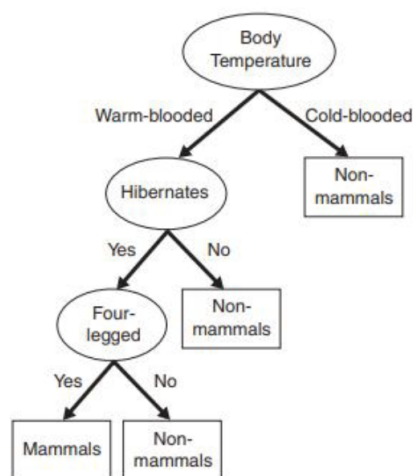 Body
Temperature
Warm-blooded
Cold-blooded
Hibernates
Non-
mammals
Yes
No
Four-
legged
Non-
mammals
Yes
No
Mammals
Non-
mammals